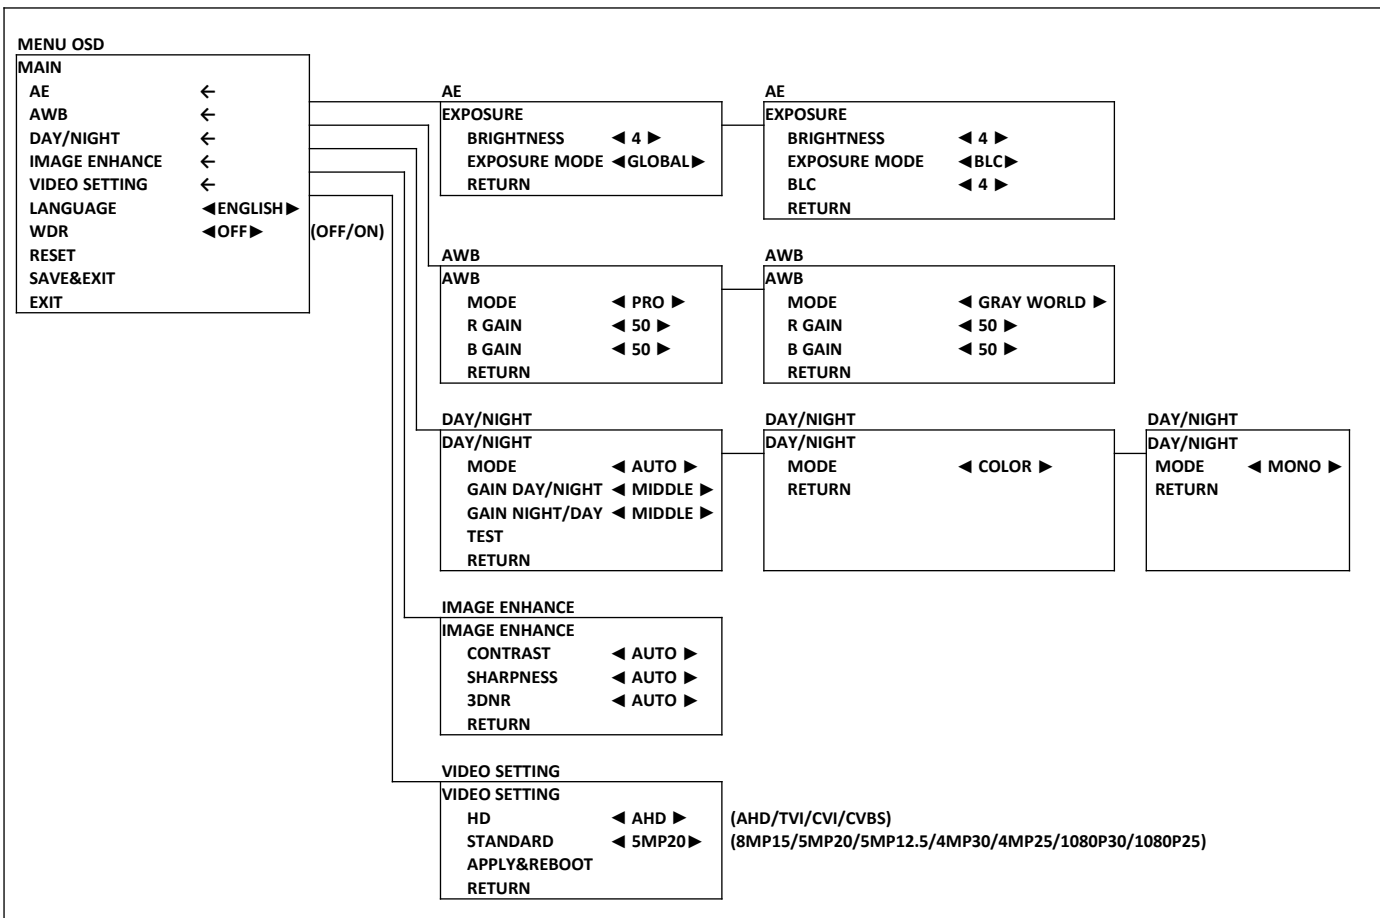 MENU OSD
MAIN
AE ←
AWB ←
DAY/NIGHT ←
IMAGE ENHANCE ←
VIDEO SETTING ←
LANGUAGE ◄ENGLISH►
WDR ◄OFF► (OFF/ON)
RESET
SAVE&EXIT
EXIT
AE
EXPOSURE
BRIGHTNESS ◄ 4 ►
EXPOSURE MODE ◄GLOBAL►
RETURN
AE
EXPOSURE
BRIGHTNESS ◄ 4 ►
EXPOSURE MODE ◄BLC►
BLC ◄ 4 ►
RETURN
AWB
AWB
MODE ◄ PRO ►
R GAIN ◄ 50 ►
B GAIN ◄ 50 ►
RETURN
AWB
AWB
MODE ◄ GRAY WORLD ►
R GAIN ◄ 50 ►
B GAIN ◄ 50 ►
RETURN
DAY/NIGHT
DAY/NIGHT
MODE ◄ AUTO ►
GAIN DAY/NIGHT ◄ MIDDLE ►
GAIN NIGHT/DAY ◄ MIDDLE ►
TEST
RETURN
DAY/NIGHT
DAY/NIGHT
MODE ◄ COLOR ►
RETURN
DAY/NIGHT
DAY/NIGHT
MODE ◄ MONO ►
RETURN
IMAGE ENHANCE
IMAGE ENHANCE
CONTRAST ◄ AUTO ►
SHARPNESS ◄ AUTO ►
3DNR ◄ AUTO ►
RETURN
VIDEO SETTING
VIDEO SETTING
HD ◄ AHD ► (AHD/TVI/CVI/CVBS)
STANDARD ◄ 5MP20► (8MP15/5MP20/5MP12.5/4MP30/4MP25/1080P30/1080P25)
APPLY&REBOOT
RETURN